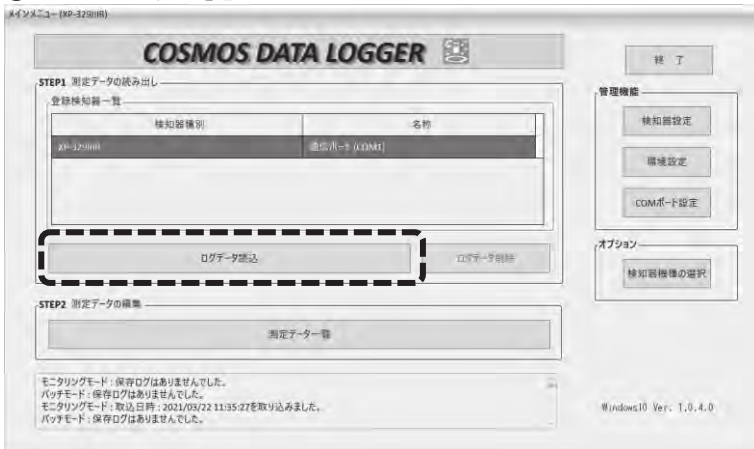 メインメニュー (XP-329IIIR)
COSMOS DATA LOGGER
終 了
STEP1 測定データの読み出し
登録検知器一覧
検知器種別
名称
XP-329IIIR
通信ポート (COM1)
ログデータ読込
ログデータ削除
STEP2 測定データの編集
測定データ一覧
モニタリングモード : 保存ログはありませんでした。
バッチモード : 保存ログはありませんでした。
モニタリングモード : 取込日時 : 2021/03/22 11:35:27を取り込みました。
バッチモード : 保存ログはありませんでした。
管理機能
検知器設定
環境設定
COMポート設定
オプション
検知器機種の選択
Windows10 Ver. 1.0.4.0